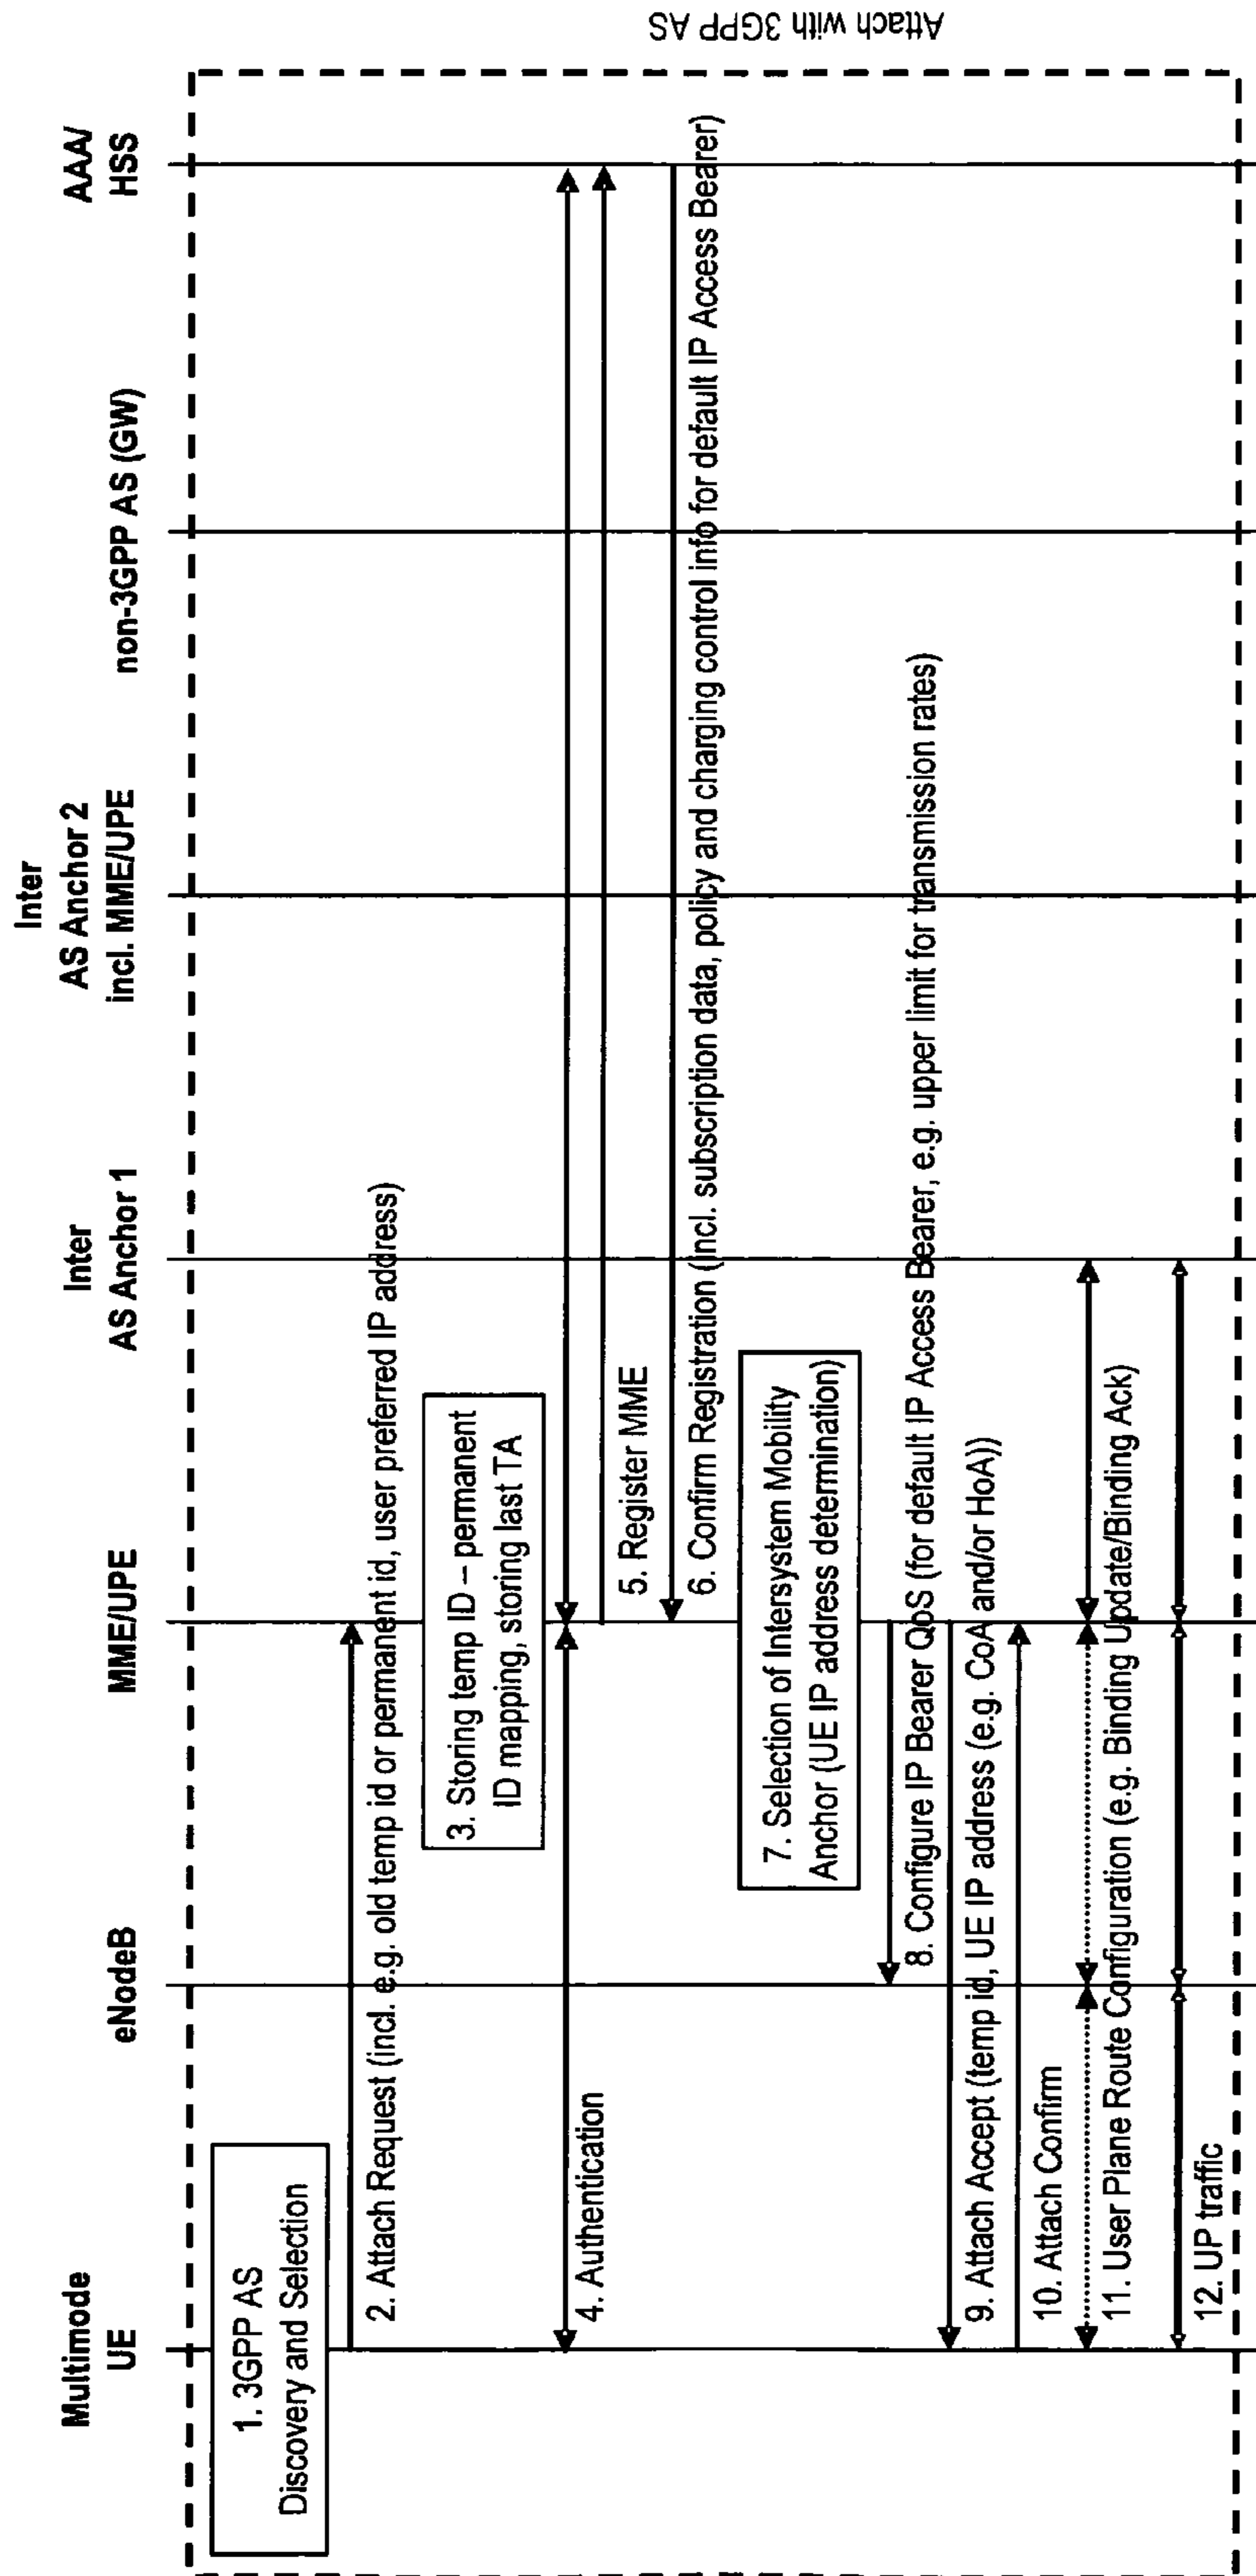 Multimode
UE
eNodeB
MME/UPE
Inter
AS Anchor 1
Inter
AS Anchor 2
incl. MME/UPE
non-3GPP AS (GW)
AAA/
HSS
1. 3GPP AS
Discovery and Selection
2. Attach Request (incl. e.g. old temp id or permanent id, user preferred IP address)
3. Storing temp ID – permanent
ID mapping, storing last TA
4. Authentication
5. Register MME
6. Confirm Registration (incl. subscription data, policy and charging control info for default IP Access Bearer)
7. Selection of Intersystem Mobility
Anchor (UE IP address determination)
8. Configure IP Bearer QoS (for default IP Access Bearer, e.g. upper limit for transmission rates)
9. Attach Accept (temp id, UE IP address (e.g. CoA and/or HoA))
10. Attach Confirm
11. User Plane Route Configuration (e.g. Binding Update/Binding Ack)
12. UP traffic
Attach with 3GPP AS